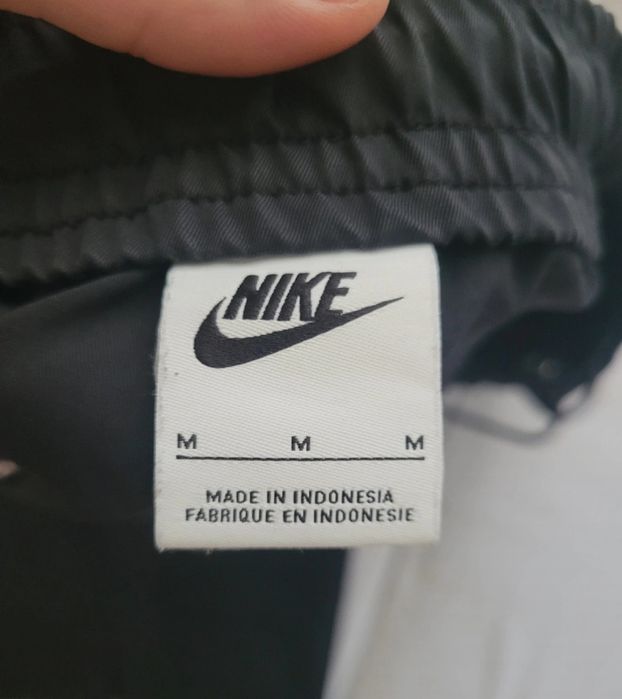 NIKE
M M M
MADE IN INDONESIA
FABRIQUE EN INDONESIE